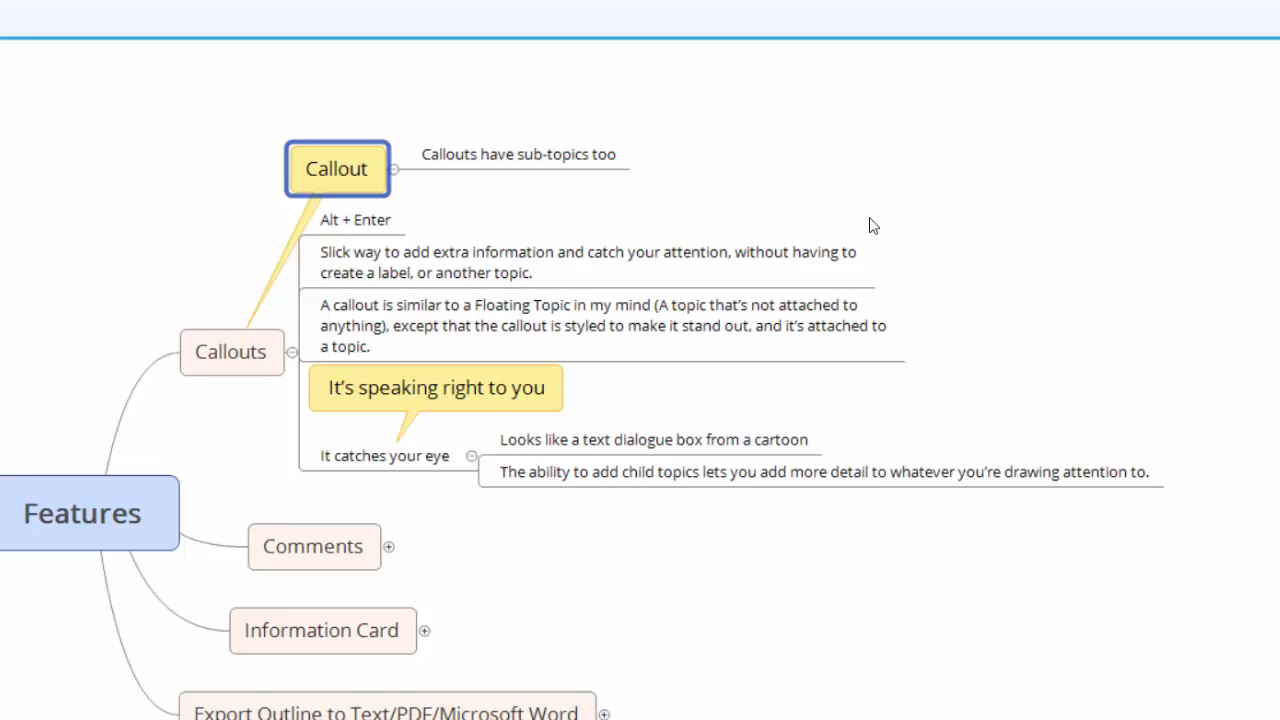 Callout
Callouts have sub-topics too
Alt + Enter
Slick way to add extra information and catch your attention, without having to
create a label, or another topic.
A callout is similar to a Floating Topic in my mind (A topic that’s not attached to
anything), except that the callout is styled to make it stand out, and it’s attached to
a topic.
Callouts
It’s speaking right to you
It catches your eye
Looks like a text dialogue box from a cartoon
The ability to add child topics lets you add more detail to whatever you’re drawing attention to.
Features
Comments
Information Card
Export Outline to Text/PDF/Microsoft Word